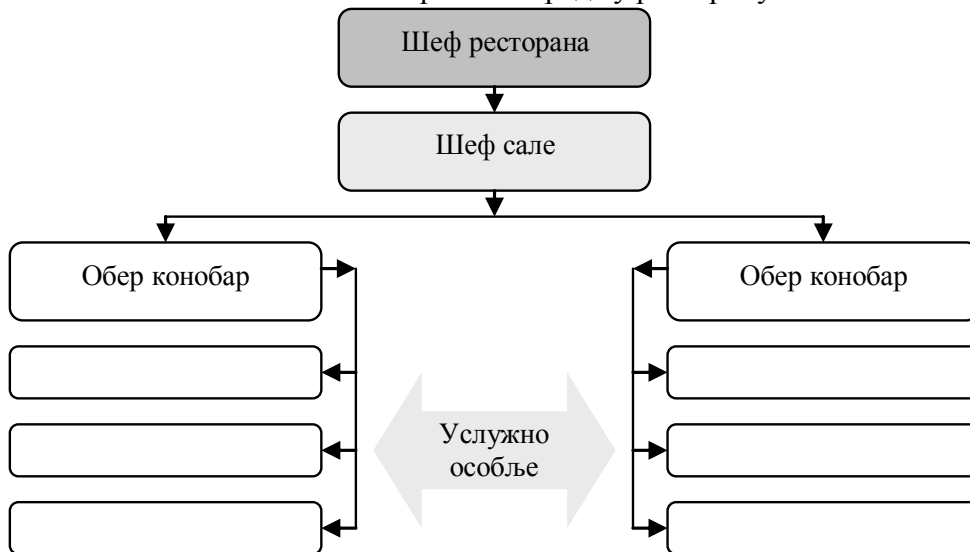 Шеф ресторана
Шеф сале
Обер конобар
Обер конобар
Услужно
особље